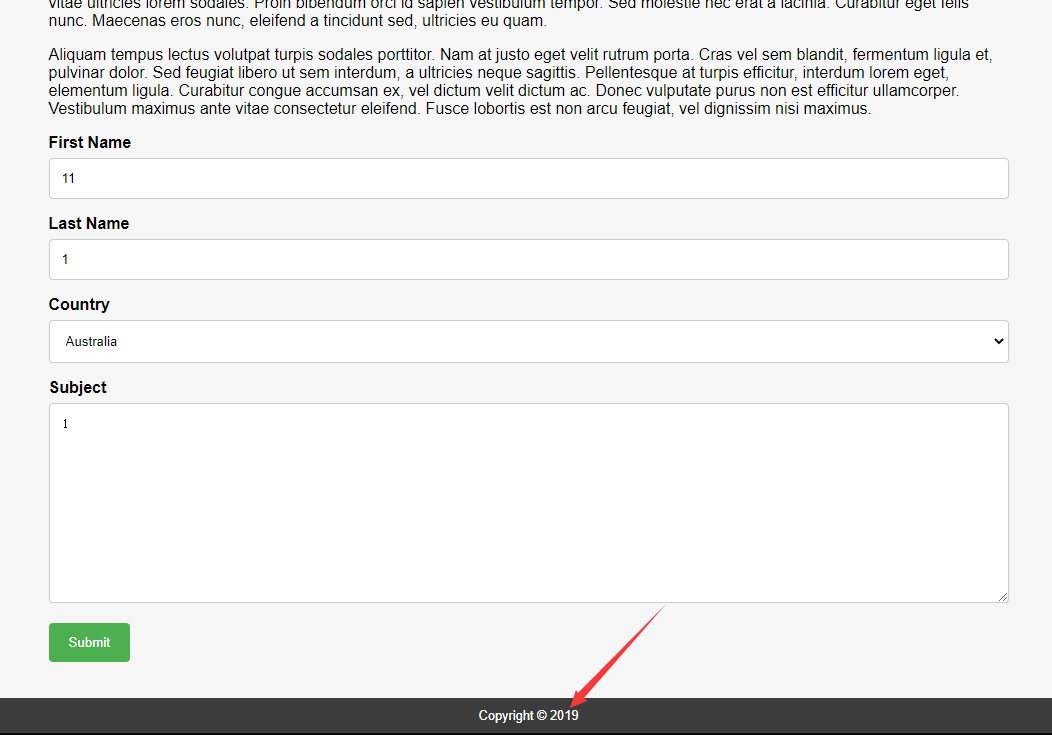 vitae ultricies lorem sodales. Proin bibendum orci id sapien vestibulum tempor. Sed molestie nec erat a lacinia. Curabitur eget felis
nunc. Maecenas eros nunc, eleifend a tincidunt sed, ultricies eu quam.
Aliquam tempus lectus volutpat turpis sodales porttitor. Nam at justo eget velit rutrum porta. Cras vel sem blandit, fermentum ligula et,
pulvinar dolor. Sed feugiat libero ut sem interdum, a ultricies neque sagittis. Pellentesque at turpis efficitur, interdum lorem eget,
elementum ligula. Curabitur congue accumsan ex, vel dictum velit dictum ac. Donec vulputate purus non est efficitur ullamcorper.
Vestibulum maximus ante vitae consectetur eleifend. Fusce lobortis est non arcu feugiat, vel dignissim nisi maximus.
First Name
11
Last Name
1
Country
Australia
Subject
1
Submit
Copyright © 2019